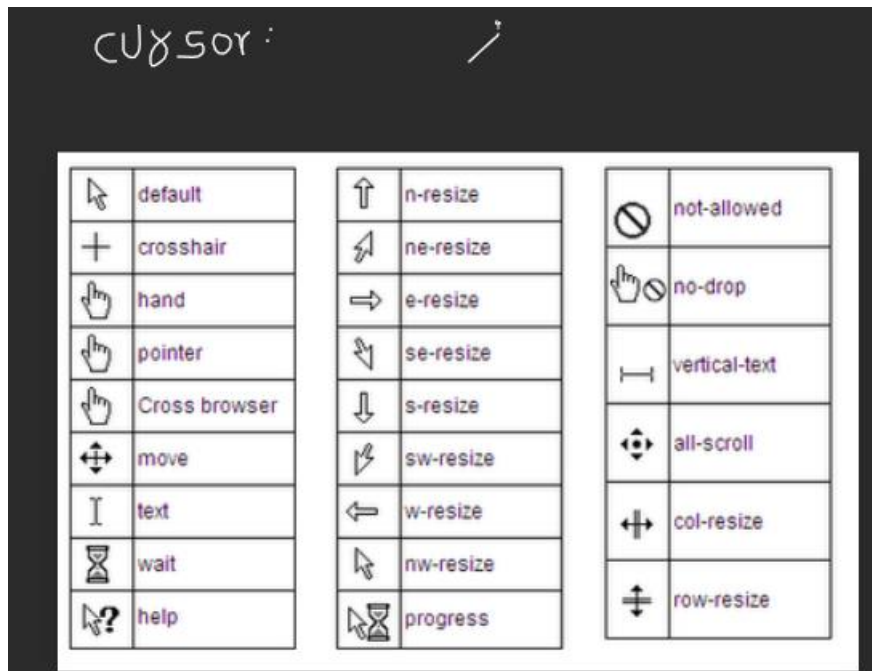 cursor: ;
default
crosshair
hand
pointer
Cross browser
move
text
wait
help
n-resize
ne-resize
e-resize
se-resize
s-resize
sw-resize
w-resize
nw-resize
progress
not-allowed
no-drop
vertical-text
all-scroll
col-resize
row-resize